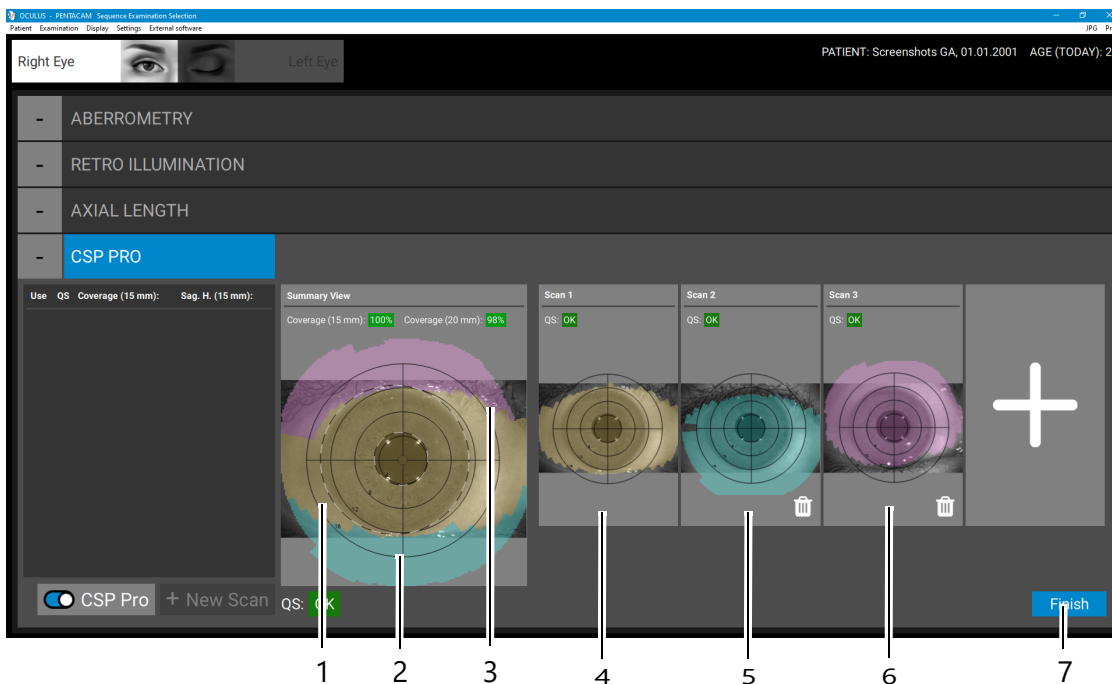 OCULUS - PENTACAM Sequence Examination Selection
Patient Examination Display Settings External software JPG Pr
Right Eye Left Eye PATIENT: Screenshots GA, 01.01.2001 AGE (TODAY): 2
- ABERROMETRY
- RETRO ILLUMINATION
- AXIAL LENGTH
- CSP PRO
Use QS Coverage (15 mm): Sag. H. (15 mm):
Summary View
Coverage (15 mm): 100% Coverage (20 mm): 98%
8
12
16
Scan 1
QS: OK
Scan 2
QS: OK
Scan 3
QS: OK
CSP Pro + New Scan QS: OK
Finish
1 2 3 4 5 6 7